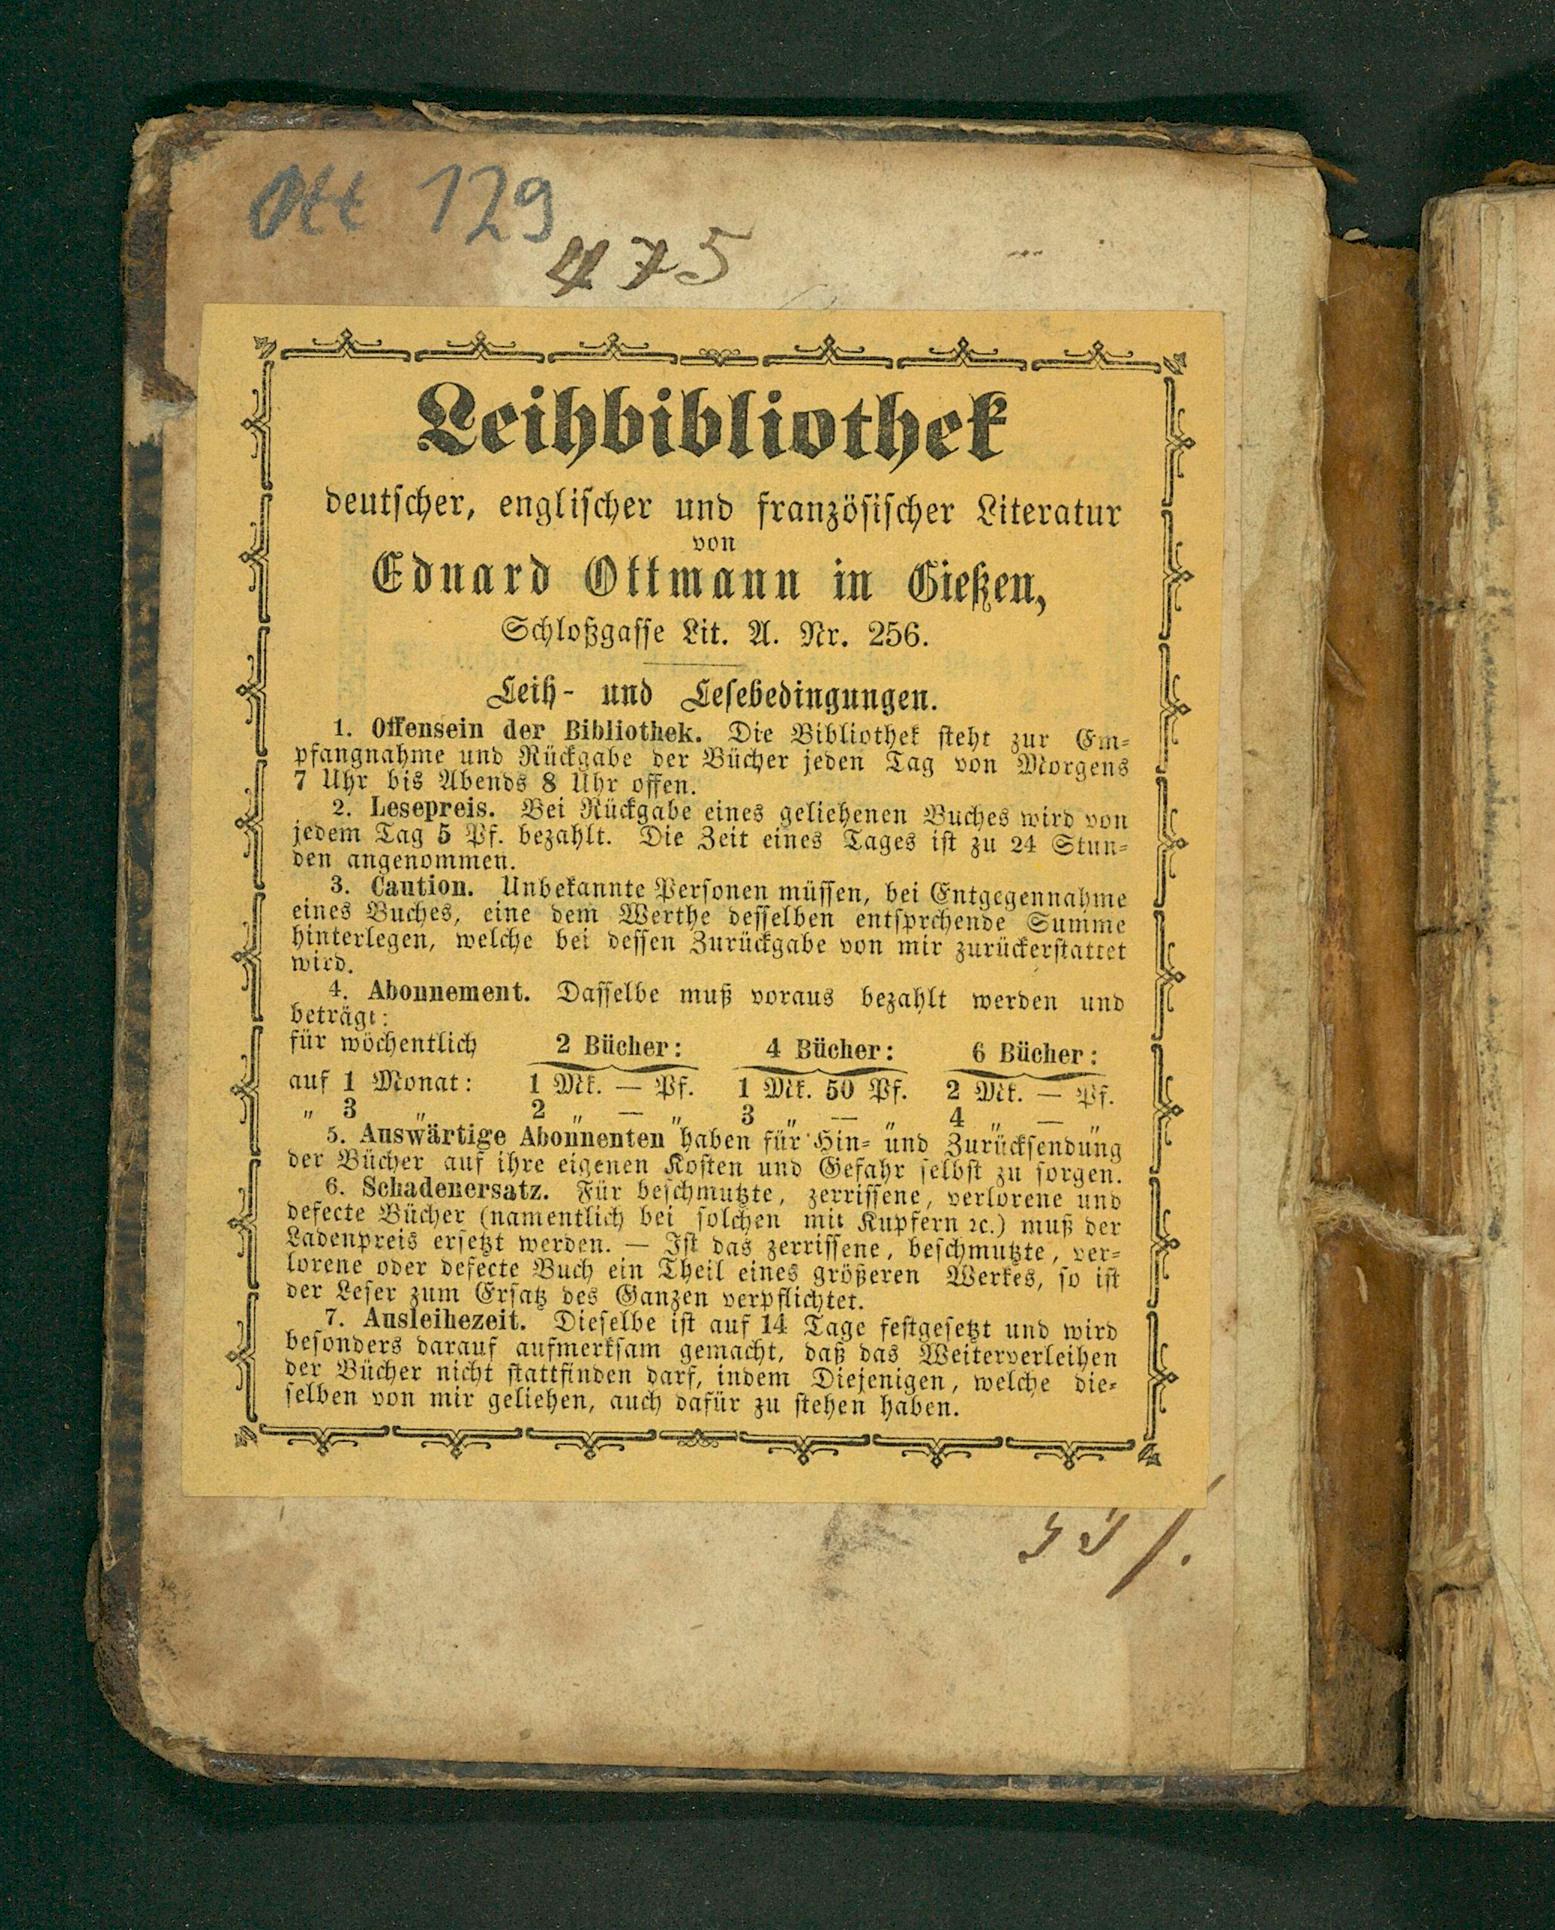 Ott 129
475
Leihbibliothek
deutscher, englischer und französischer Literatur
von
Eduard Ottmann in Gießen,
Schloßgasse Lit. A. Nr. 256.
Leih- und Lesebedingungen.
1. Offensein der Bibliothek. Die Bibliothek steht zur Em-
pfangnahme und Rückgabe der Bücher jeden Tag von Morgens
7 Uhr bis Abends 8 Uhr offen.
2. Lesepreis. Bei Rückgabe eines geliehenen Buches wird von
jedem Tag 5 Pf. bezahlt. Die Zeit eines Tages ist zu 24 Stun-
den angenommen.
3. Caution. Unbekannte Personen müssen, bei Entgegennahme
eines Buches, eine dem Werthe desselben entsprchende Summe
hinterlegen, welche bei dessen Zurückgabe von mir zurückerstattet
wird.
4. Abonnement. Dasselbe muß voraus bezahlt werden und
beträgt:
für wöchentlich 2 Bücher: 4 Bücher: 6 Bücher:
auf 1 Monat: 1 Mk. — Pf. 1 Mk. 50 Pf. 2 Mk. — Pf.
„ 3 „ 2 „ — „ 3 „ — „ 4 „ — „
5. Auswärtige Abonnenten haben für Hin- und Zurücksendung
der Bücher auf ihre eigenen Kosten und Gefahr selbst zu sorgen.
6. Schadenersatz. Für beschmutzte, zerrissene, verlorene und
defecte Bücher (namentlich bei solchen mit Kupfern ꝛc.) muß der
Ladenpreis ersetzt werden. — Ist das zerrissene, beschmutzte, ver-
lorene oder defecte Buch ein Theil eines größeren Werkes, so ist
der Leser zum Ersatz des Ganzen verpflichtet.
7. Ausleihezeit. Dieselbe ist auf 14 Tage festgesetzt und wird
besonders darauf aufmerksam gemacht, daß das Weiterverleihen
der Bücher nicht stattfinden darf, indem Diejenigen, welche die-
selben von mir geliehen, auch dafür zu stehen haben.